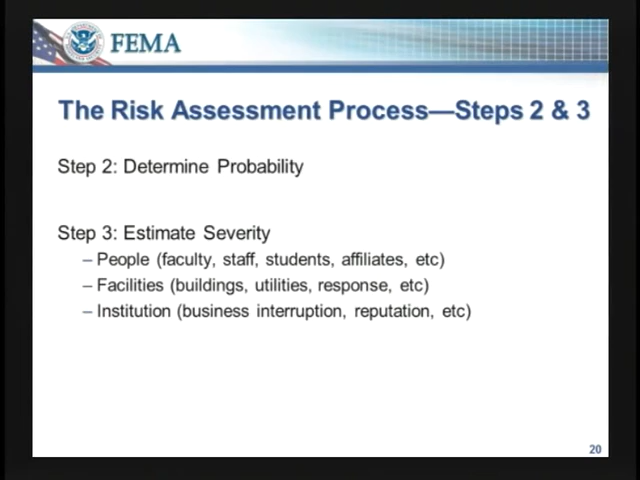 FEMA
The Risk Assessment Process—Steps 2 & 3
Step 2: Determine Probability
Step 3: Estimate Severity
– People (faculty, staff, students, affiliates, etc)
– Facilities (buildings, utilities, response, etc)
– Institution (business interruption, reputation, etc)
20